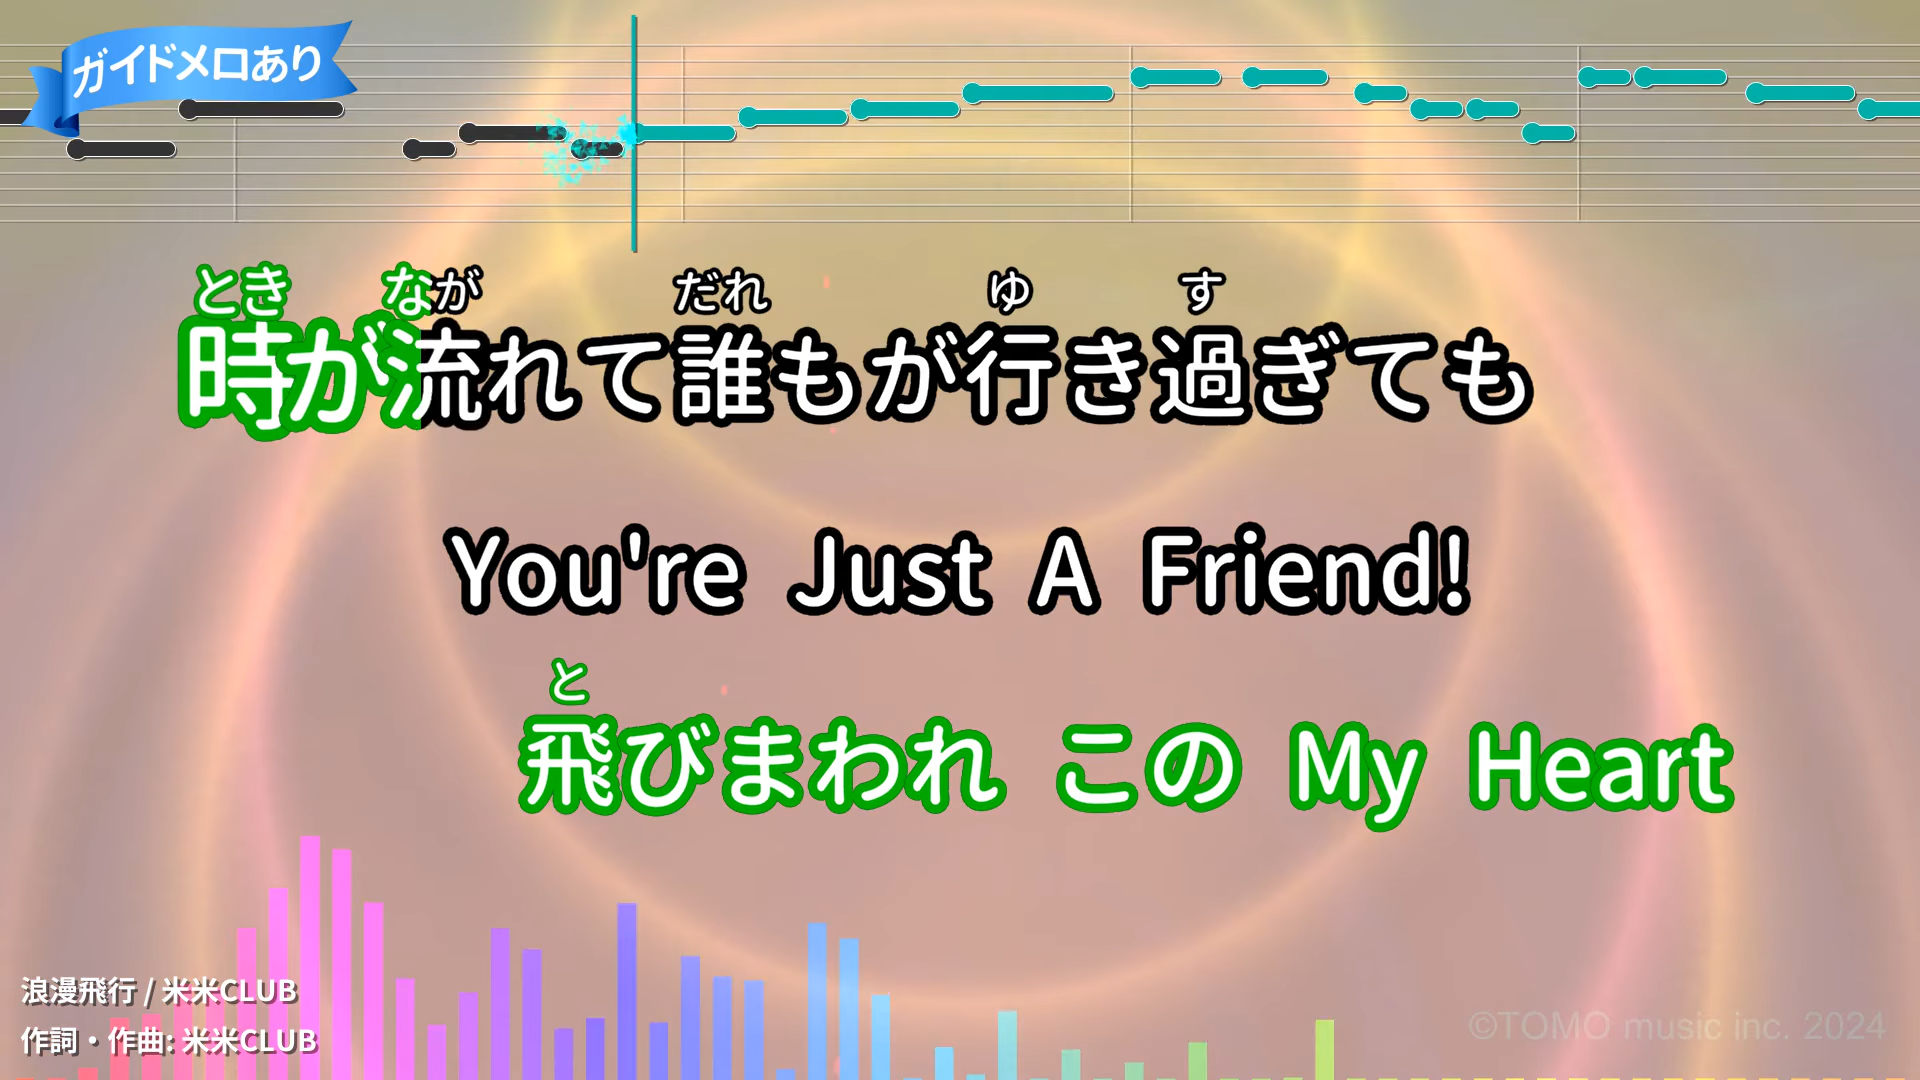 ガイドメロあり
とき なが だれ ゆ す
時が流れて誰もが行き過ぎても
You're Just A Friend!
と
飛びまわれ この My Heart
浪漫飛行 / 米米CLUB
作詞・作曲: 米米CLUB
©TOMO music inc. 2024